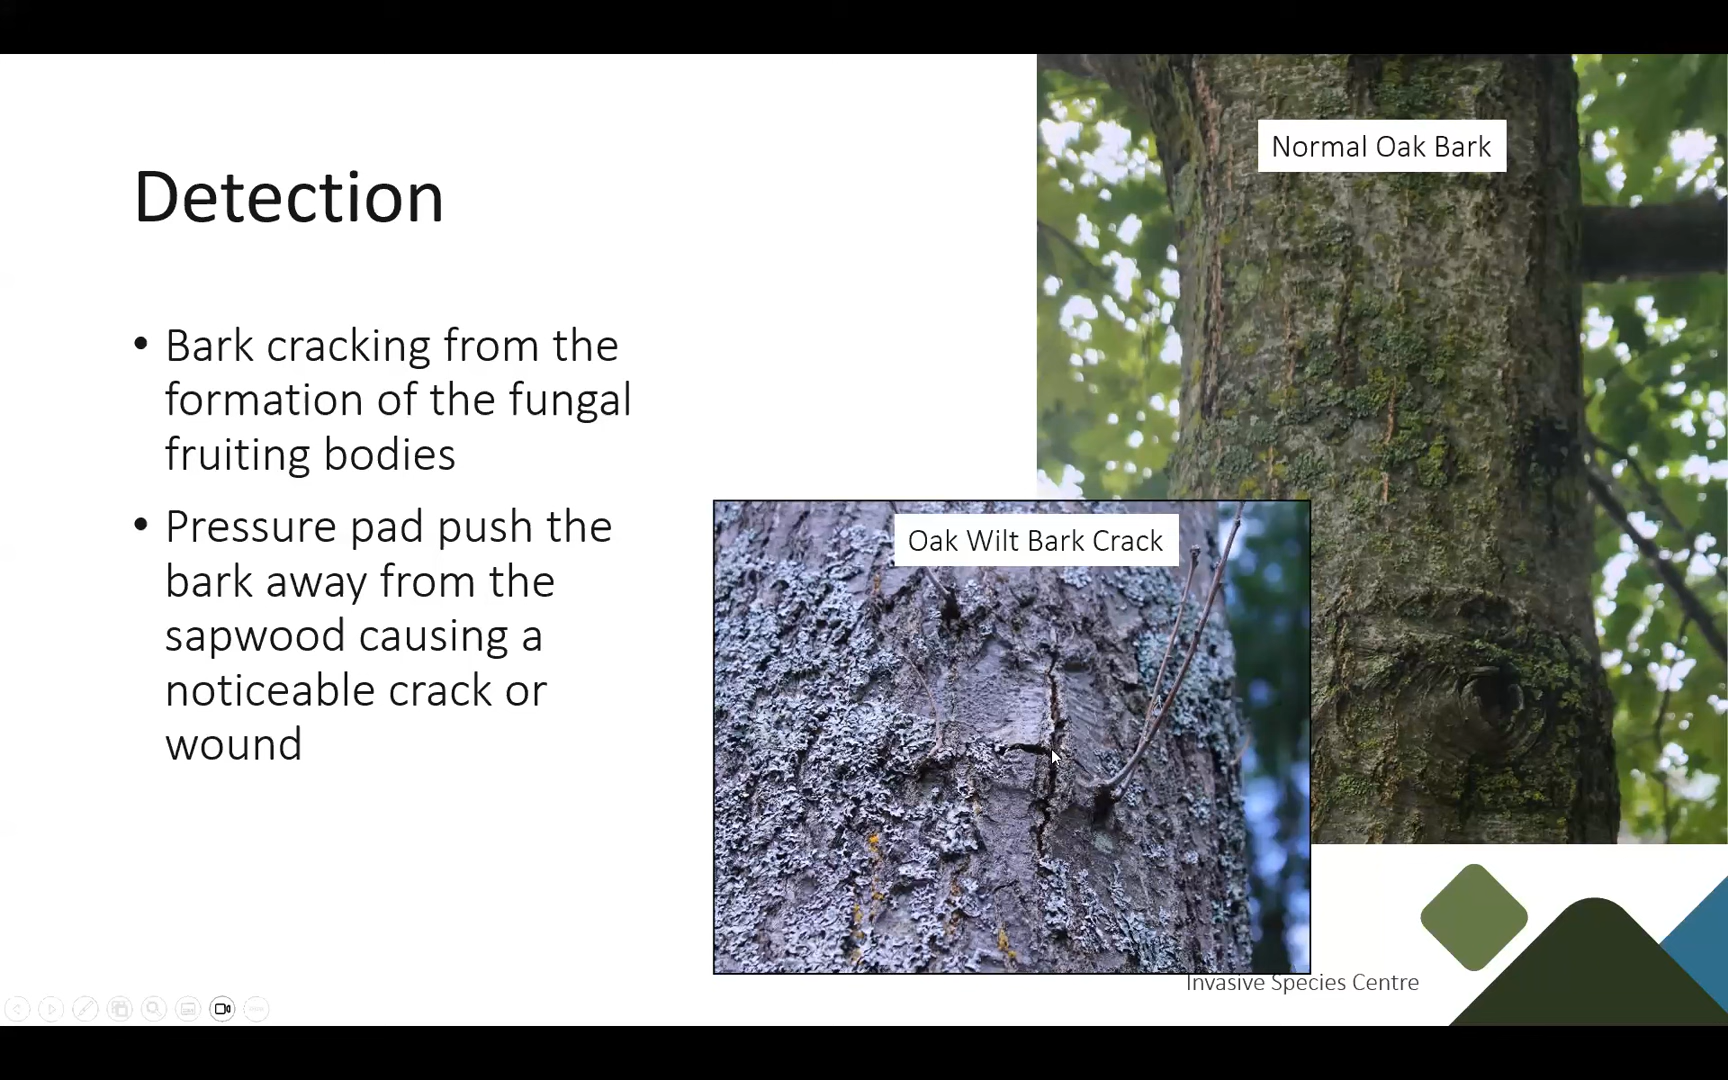 Detection
• Bark cracking from the
formation of the fungal
fruiting bodies
• Pressure pad push the
bark away from the
sapwood causing a
noticeable crack or
wound
Normal Oak Bark
Oak Wilt Bark Crack
Invasive Species Centre